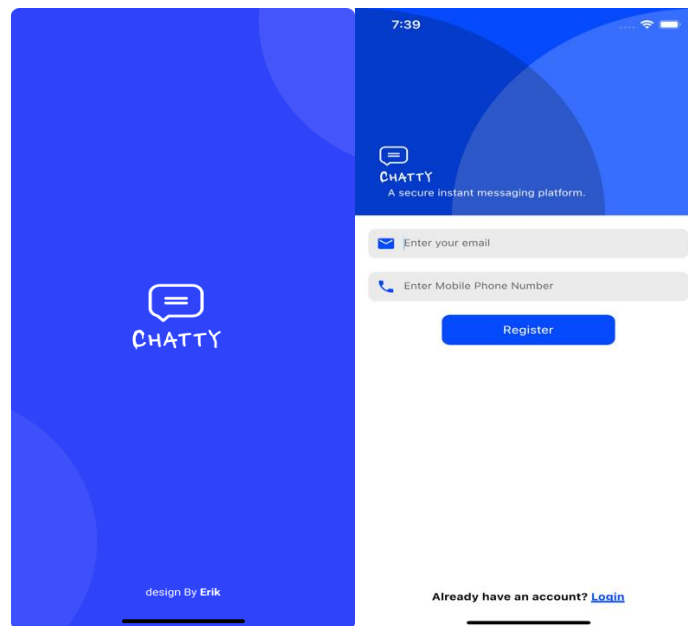 CHATTY
design By Erik
7:39
CHATTY
A secure instant messaging platform.
Enter your email
Enter Mobile Phone Number
Register
Already have an account? Login